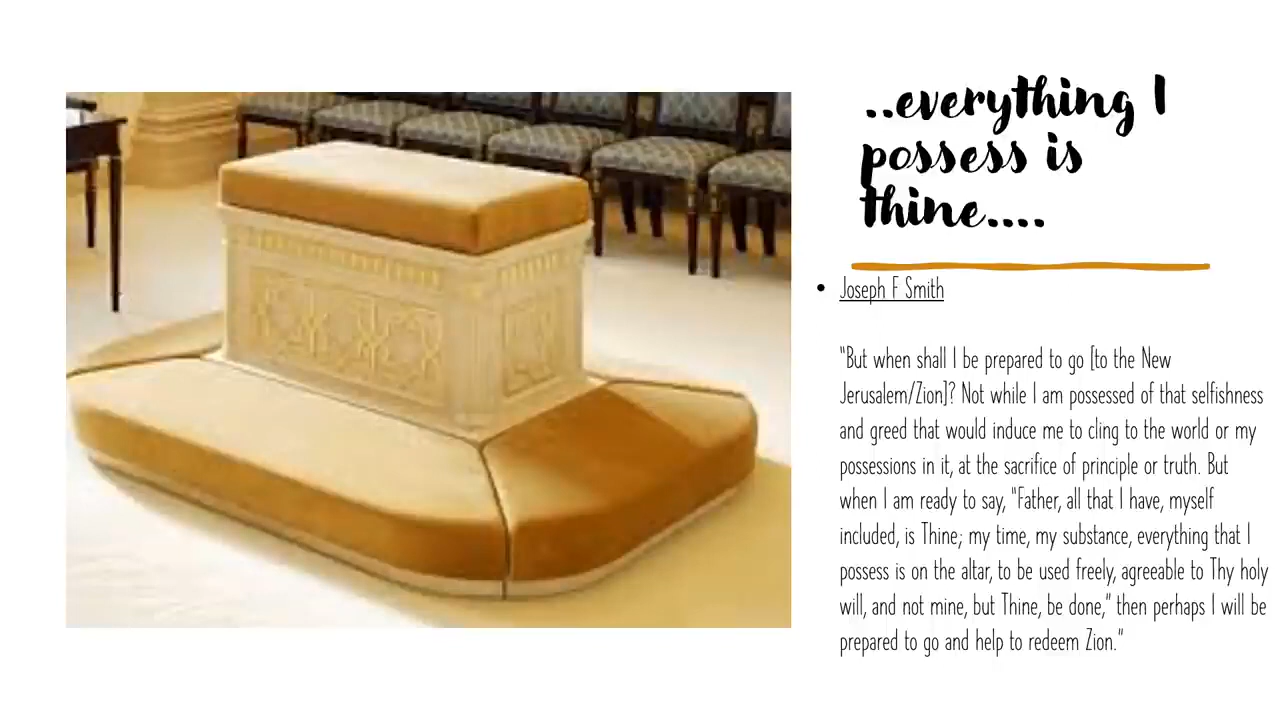 ..everything I
possess is
thine....
• Joseph F Smith
"But when shall I be prepared to go [to the New
Jerusalem/Zion]? Not while I am possessed of that selfishness
and greed that would induce me to cling to the world or my
possessions in it, at the sacrifice of principle or truth. But
when I am ready to say, "Father, all that I have, myself
included, is Thine; my time, my substance, everything that I
possess is on the altar, to be used freely, agreeable to Thy holy
will, and not mine, but Thine, be done," then perhaps I will be
prepared to go and help to redeem Zion."